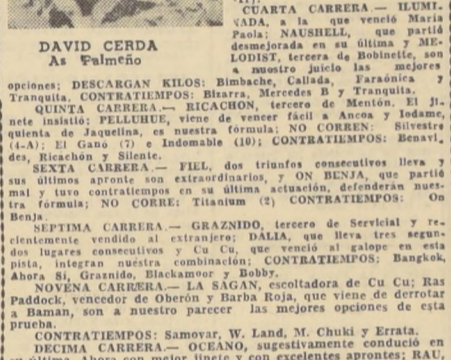 DAVID CERDA
As Palmeño
CUARTA CARRERA.— ILUMI-
NADA, a la que venció María
Paola; NAUSHELL, que partió
desmejorada en su última y ME-
LODIST, tercera de Bobinette, son
a nuestro juicio las mejores
opciones; DESCARGAN KILOS: Bimbache, Callada, Faraónica y
Tranquita. CONTRATIEMPOS: Bizarra, Mercedes B y Tranquita.
QUINTA CARRERA.— RICACHON, tercero de Mentón. El ji-
nete insistió; PELLUHUE, viene de vencer fácil a Ancoa y Iodame,
quienta de Jaquelina, es nuestra fórmula; NO CORREN: Silvestre
(4-A); El Gano (7) e Indomable (10); CONTRATIEMPOS: Benavi.
des, Ricachón y Silente.
SEXTA CARRERA.— FIEL, dos triunfos consecutivos lleva y
sus últimos apronte son extraordinarios, y ON BENJA, que partió
mal y tuvo contratiempos en su última actuación, defenderán nues-
tra fórmula; NO CORRE: Titanium (2) CONTRATIEMPOS: On
Benja.
SEPTIMA CARRERA.— GRAZNIDO, tercero de Servicial y re-
cientemente vendido al extranjero; DALIA, que lleva tres segun-
dos lugares consecutivos y Cu Cu, que venció al galope en esta
pista, integran nuestra combinación; CONTRATIEMPOS: Bangkok,
Ahora Si, Graznido, Blackamoor y Bobby.
NOVENA CARRERA.— LA SAGAN, escoltadora de Cu Cu; Ras
Paddock, vencedor de Oberón y Barba Roja, que viene de derrotar
a Baman, son a nuestro parecer las mejores opciones de esta
prueba.
CONTRATIEMPOS: Samovar, W. Land, M. Chuki y Errata.
DECIMA CARRERA.— OCEANO, sugestivamente condujo en
su última. Ahora con mejor jinete y con excelentes aprontes; RAU,